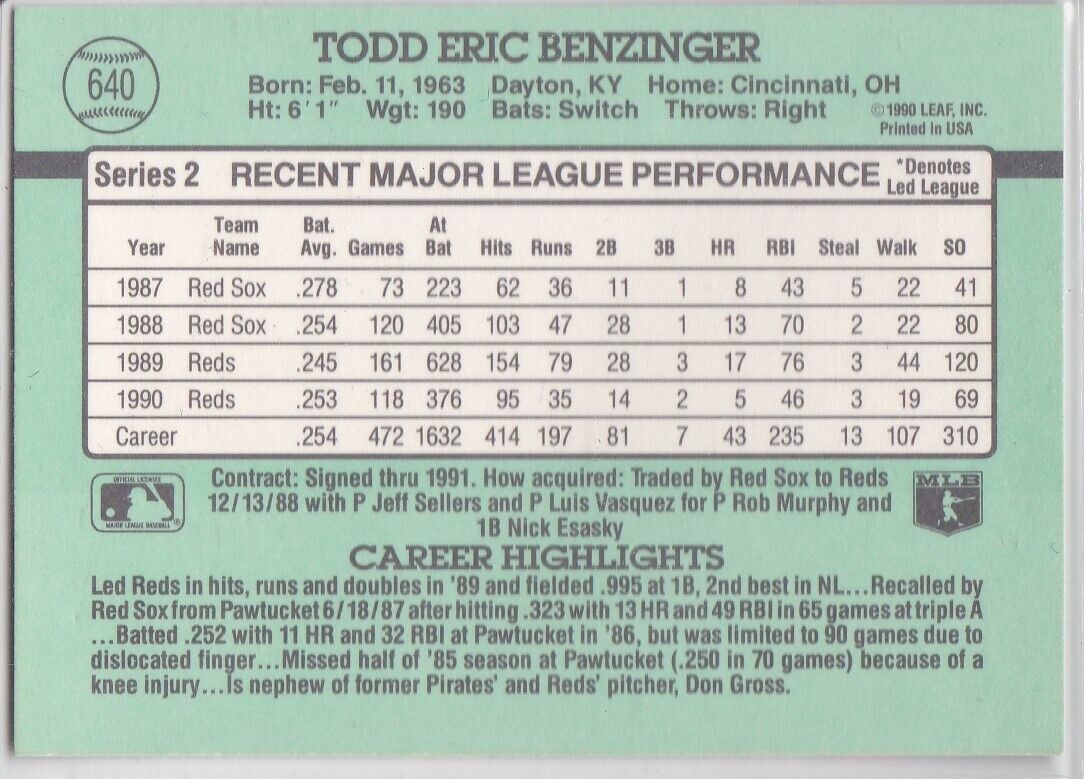 640
TODD ERIC BENZINGER
Born: Feb. 11, 1963 Dayton, KY Home: Cincinnati, OH
Ht: 6'1" Wgt: 190 Bats: Switch Throws: Right
©1990 LEAF, INC.
Printed in USA
Series 2 RECENT MAJOR LEAGUE PERFORMANCE *Denotes Led League
Year Team Name Bat. Avg. Games At Bat Hits Runs 2B 3B HR RBI Steal Walk SO
1987 Red Sox .278 73 223 62 36 11 1 8 43 5 22 41
1988 Red Sox .254 120 405 103 47 28 1 13 70 2 22 80
1989 Reds .245 161 628 154 79 28 3 17 76 3 44 120
1990 Reds .253 118 376 95 35 14 2 5 46 3 19 69
Career .254 472 1632 414 197 81 7 43 235 13 107 310
Contract: Signed thru 1991. How acquired: Traded by Red Sox to Reds
12/13/88 with P Jeff Sellers and P Luis Vasquez for P Rob Murphy and
1B Nick Esasky
OFFICIAL LICENSEE
MAJOR LEAGUE BASEBALL®
MLB
CAREER HIGHLIGHTS
Led Reds in hits, runs and doubles in '89 and fielded .995 at 1B, 2nd best in NL...Recalled by
Red Sox from Pawtucket 6/18/87 after hitting .323 with 13 HR and 49 RBI in 65 games at triple A
...Batted .252 with 11 HR and 32 RBI at Pawtucket in '86, but was limited to 90 games due to
dislocated finger...Missed half of '85 season at Pawtucket (.250 in 70 games) because of a
knee injury...Is nephew of former Pirates' and Reds' pitcher, Don Gross.